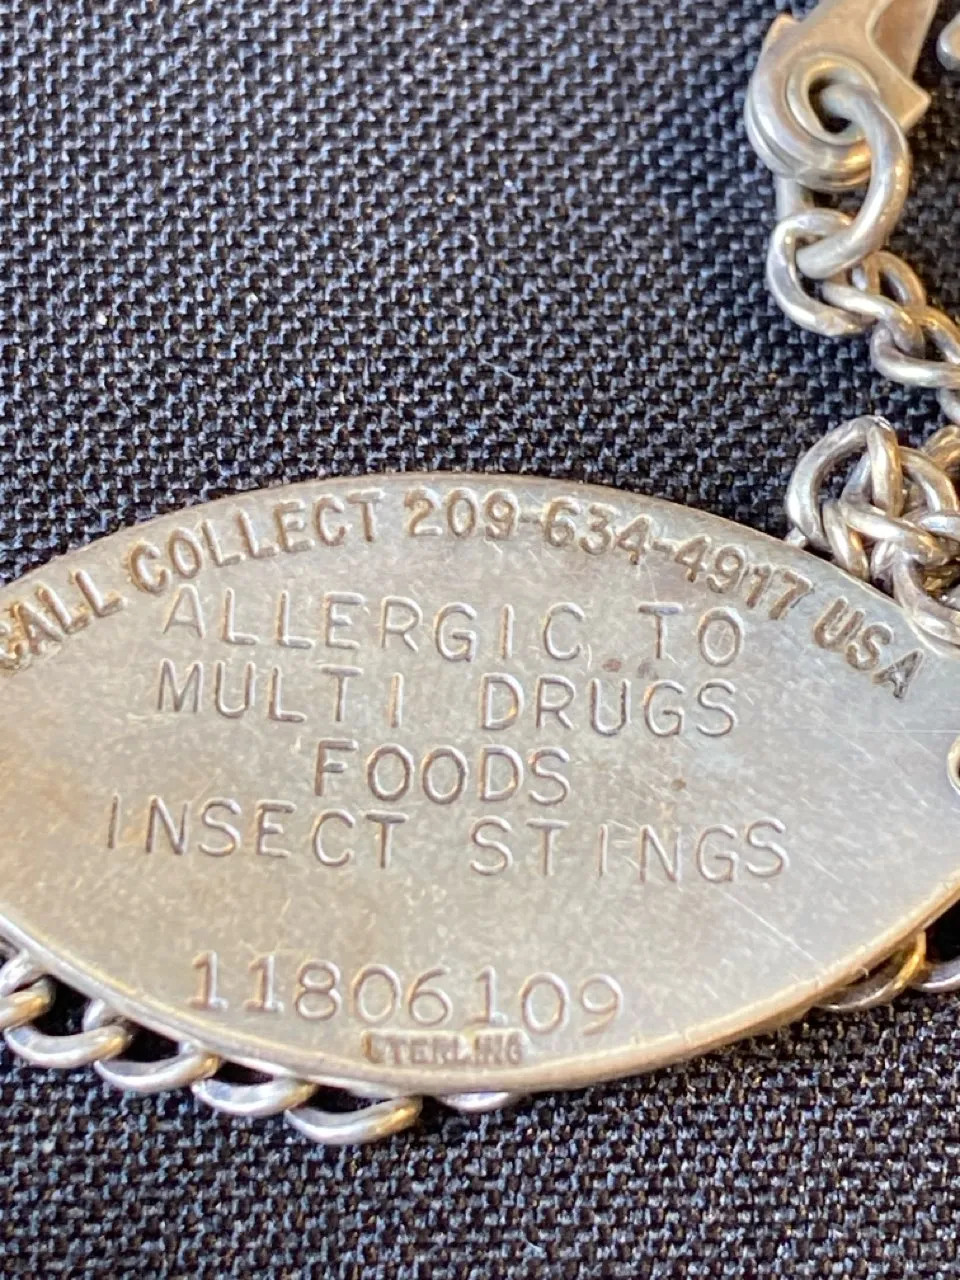 CALL COLLECT 209-634-4917 USA
ALLERGIC TO
MULTI DRUGS
FOODS
INSECT STINGS
11806109
STERLING